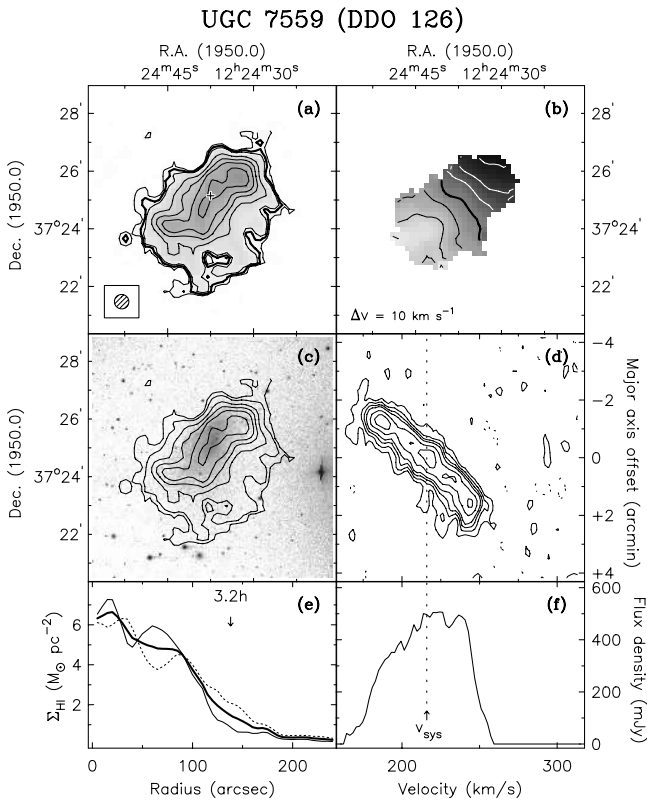 UGC 7559 (DDO 126)
R.A. (1950.0)
24ᵐ45ˢ 12ʰ24ᵐ30ˢ
R.A. (1950.0)
24ᵐ45ˢ 12ʰ24ᵐ30ˢ
Dec. (1950.0)
28'
26'
37°24'
22'
(a)
(b)
28'
26'
37°24'
22'
ΔV = 10 km s⁻¹
Dec. (1950.0)
28'
26'
37°24'
22'
(c)
(d)
−4
−2
0
+2
+4
Major axis offset (arcmin)
Σ_HI (M⊙ pc⁻²)
6
4
2
3.2h
(e)
0
100
200
Radius (arcsec)
(f)
v_sys
600
400
200
0
Flux density (mJy)
200
250
300
Velocity (km/s)